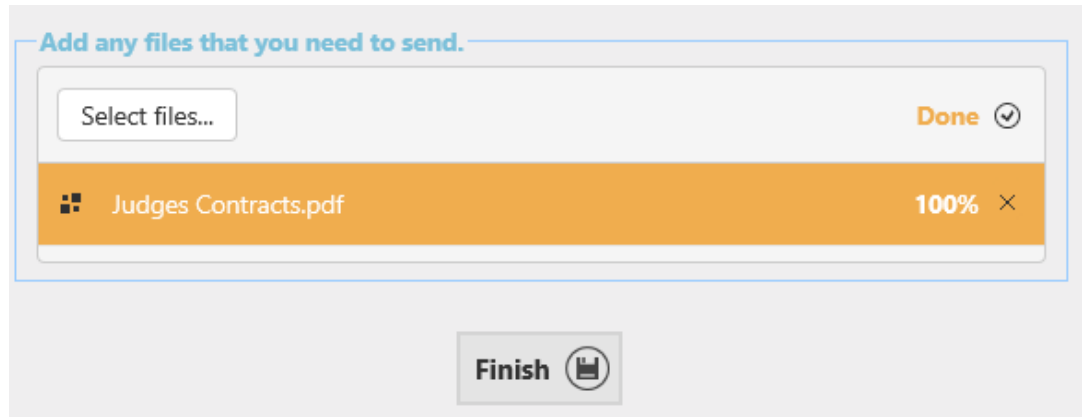 Add any files that you need to send.
Select files... Done
Judges Contracts.pdf 100%
Finish